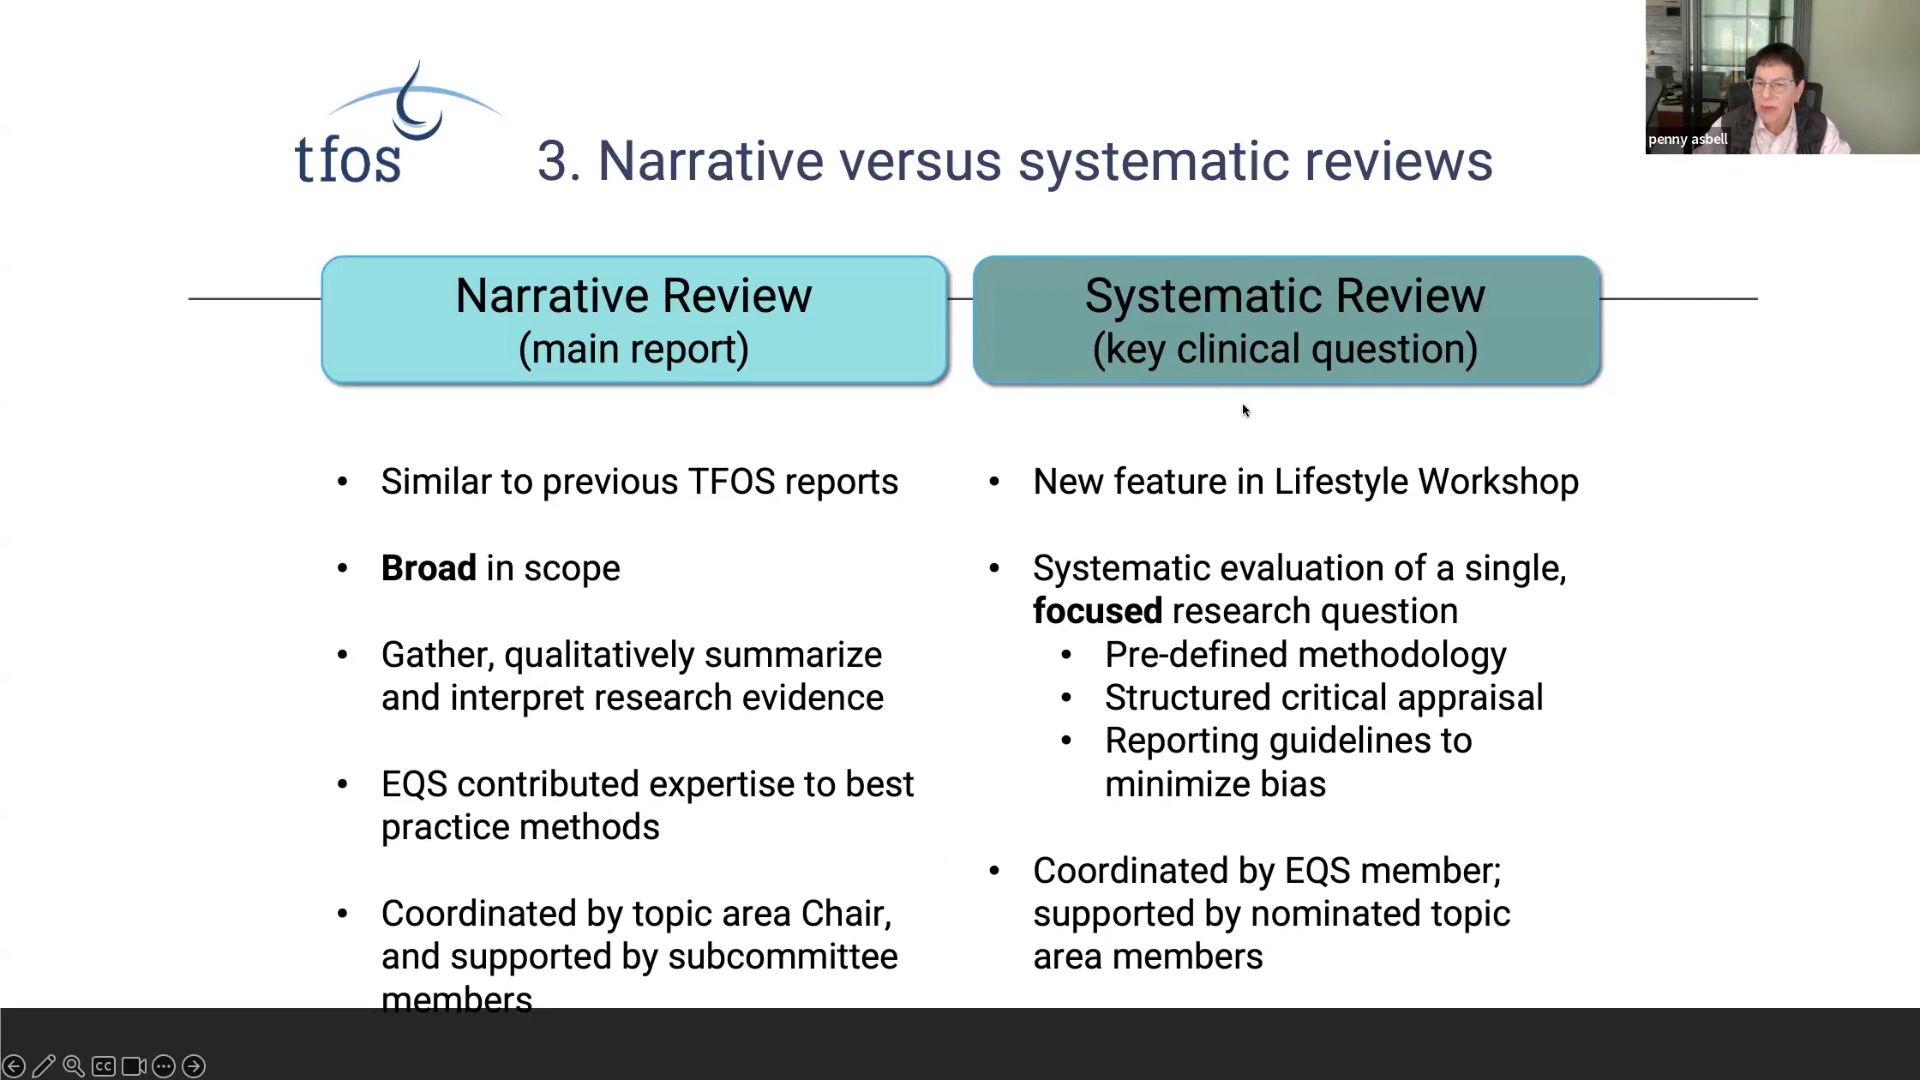 tfos
3. Narrative versus systematic reviews
penny asbell
Narrative Review
(main report)
• Similar to previous TFOS reports
• Broad in scope
• Gather, qualitatively summarize
and interpret research evidence
• EQS contributed expertise to best
practice methods
• Coordinated by topic area Chair,
and supported by subcommittee
members
Systematic Review
(key clinical question)
• New feature in Lifestyle Workshop
• Systematic evaluation of a single,
focused research question
• Pre-defined methodology
• Structured critical appraisal
• Reporting guidelines to
minimize bias
• Coordinated by EQS member;
supported by nominated topic
area members
CC